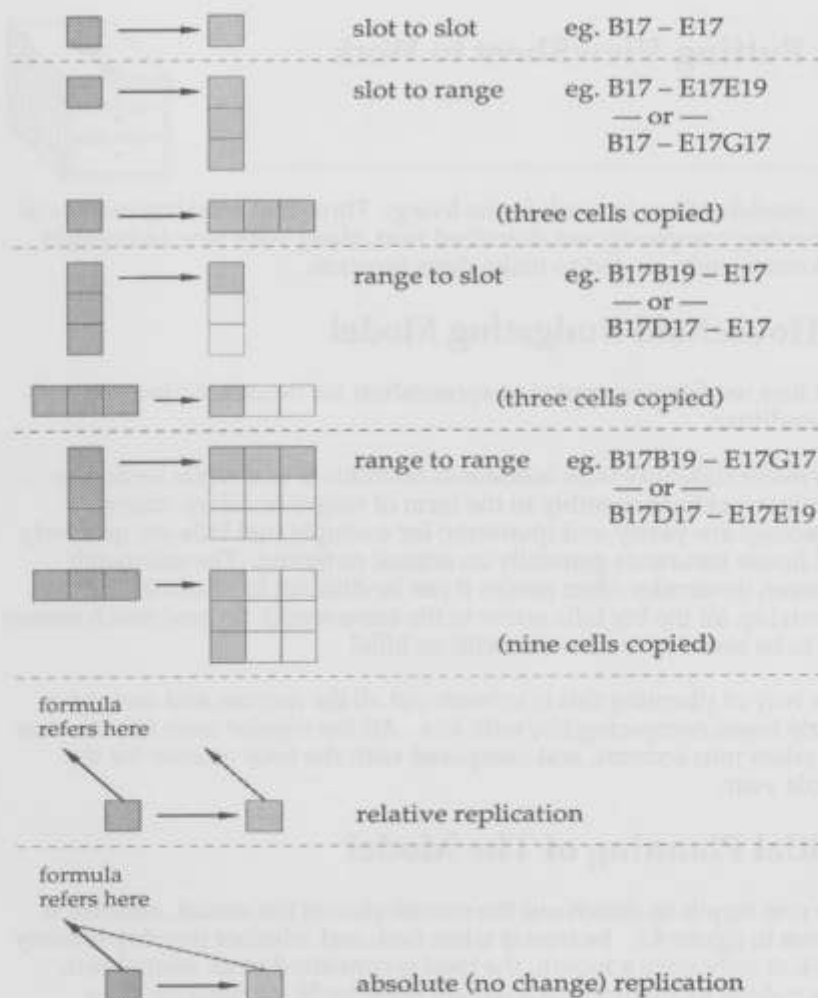 slot to slot eg. B17 – E17
slot to range eg. B17 – E17E19
— or —
B17 – E17G17
(three cells copied)
range to slot eg. B17B19 – E17
— or —
B17D17 – E17
(three cells copied)
range to range eg. B17B19 – E17G17
— or —
B17D17 – E17E19
(nine cells copied)
formula
refers here
relative replication
formula
refers here
absolute (no change) replication